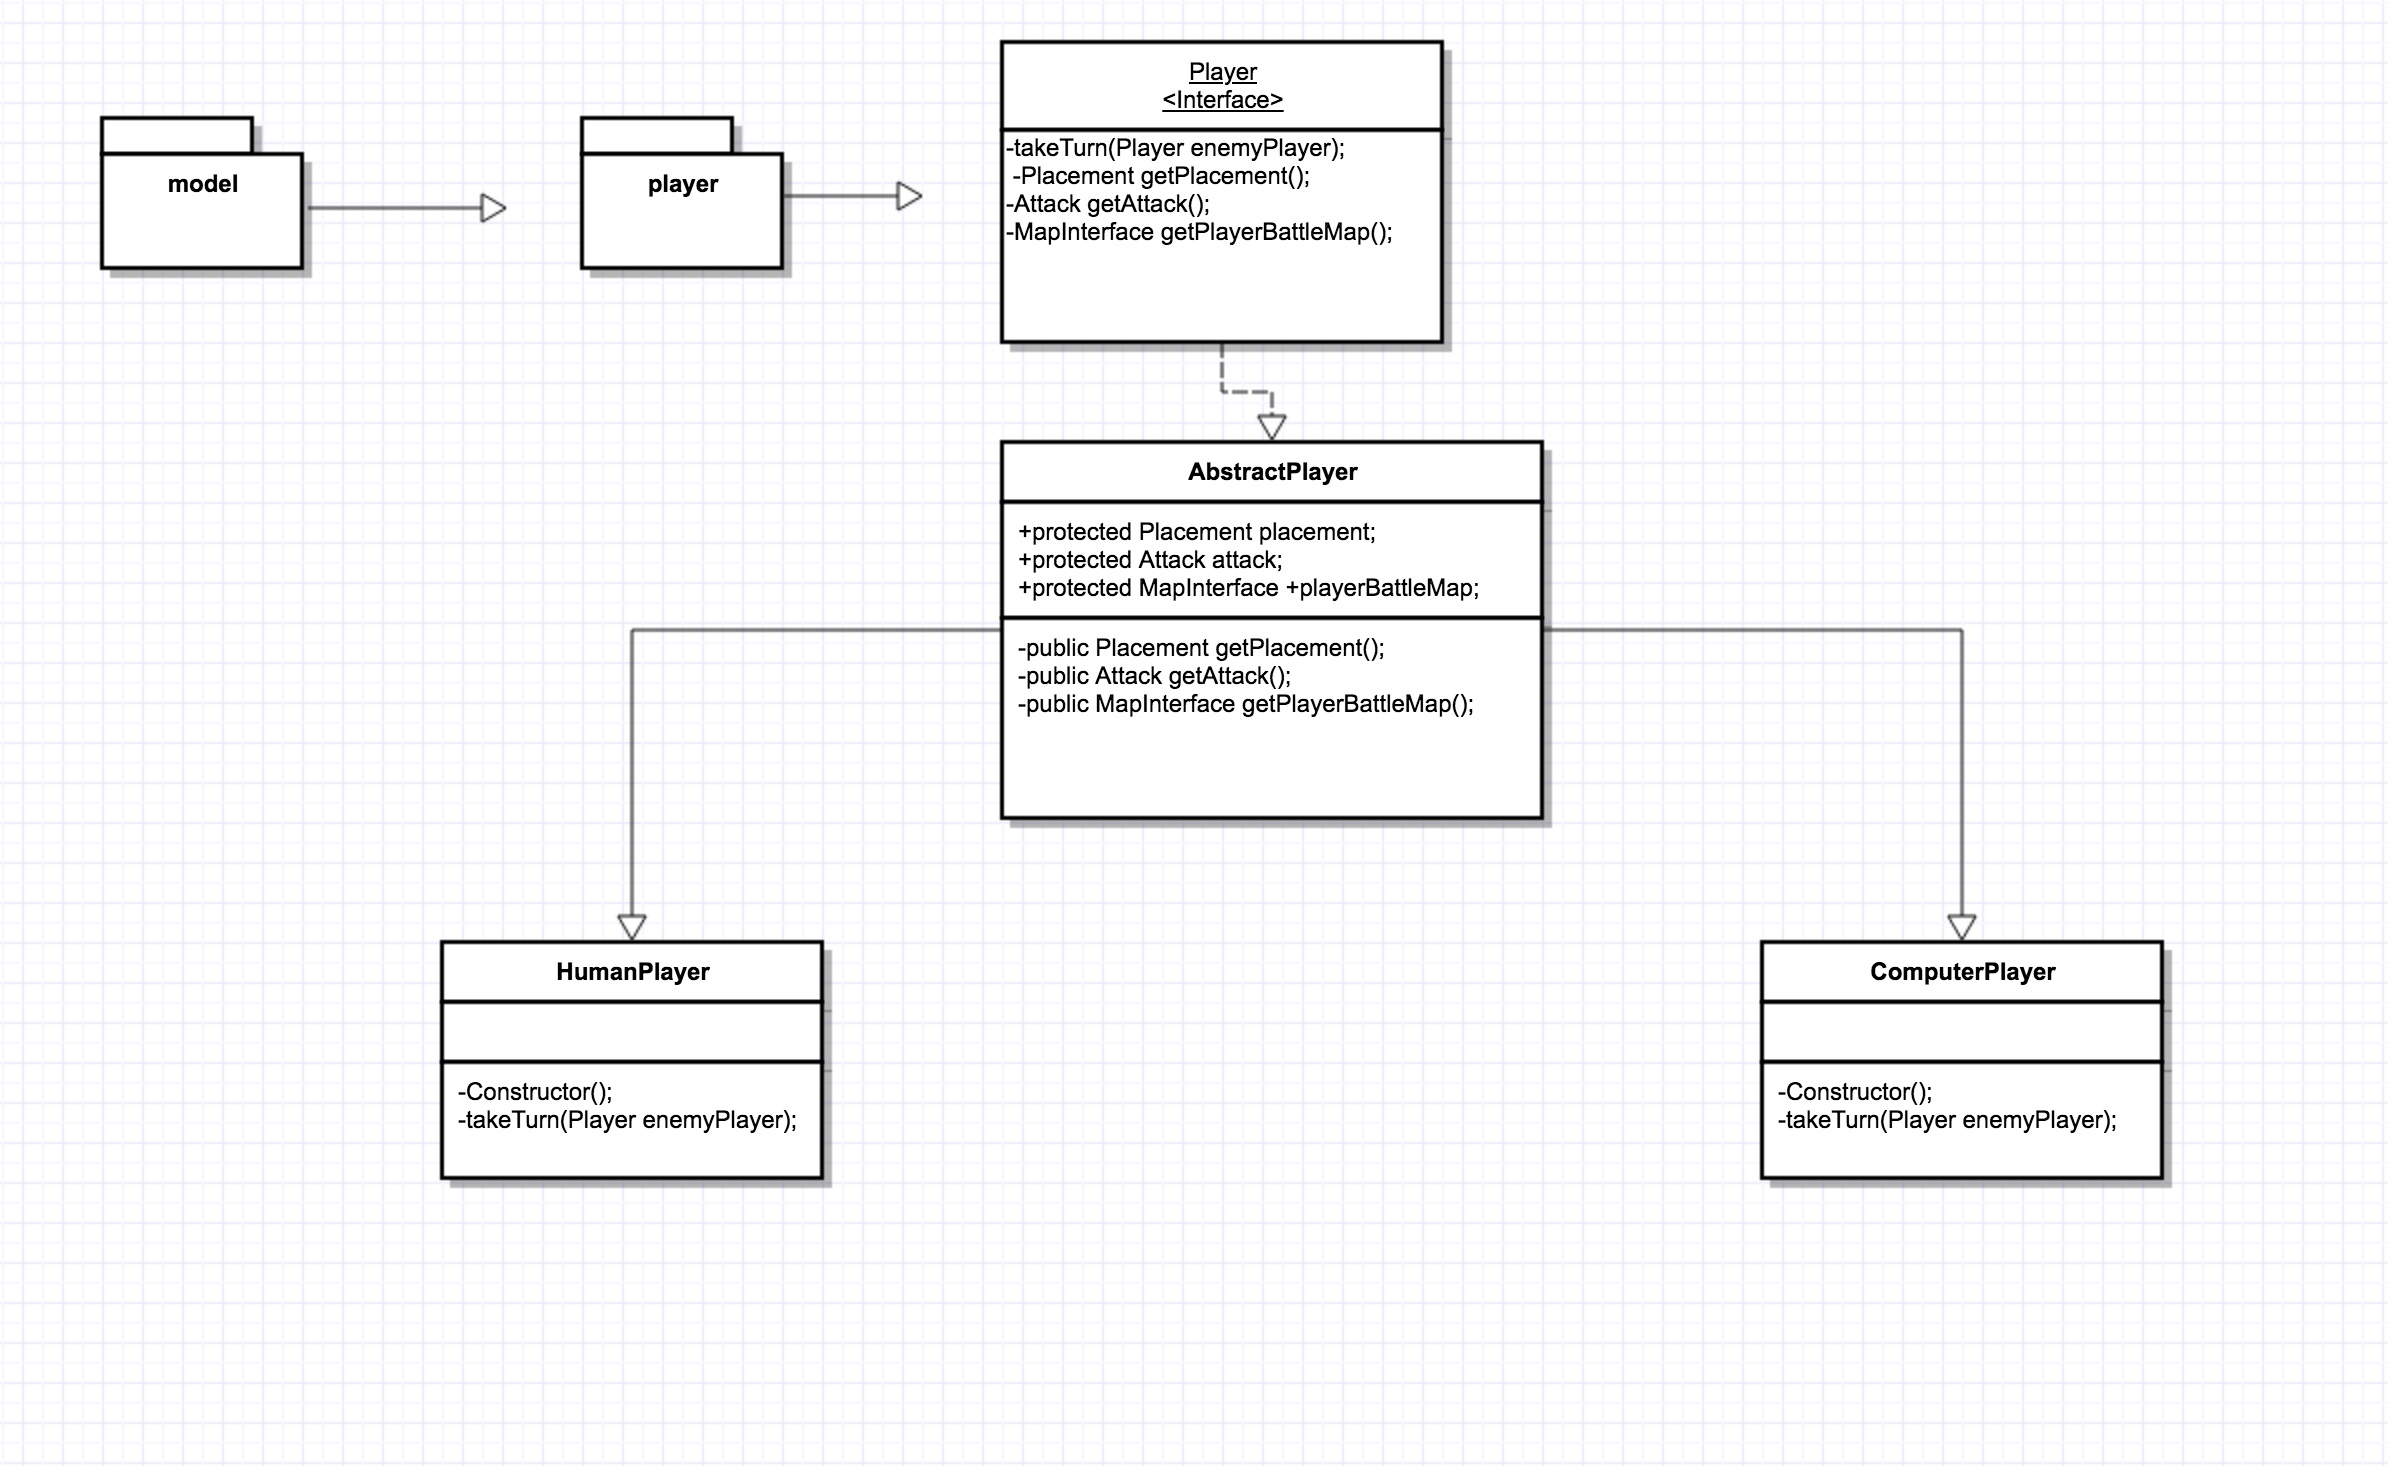 model
player
Player
<Interface>
-takeTurn(Player enemyPlayer);
-Placement getPlacement();
-Attack getAttack();
-MapInterface getPlayerBattleMap();
AbstractPlayer
+protected Placement placement;
+protected Attack attack;
+protected MapInterface +playerBattleMap;
-public Placement getPlacement();
-public Attack getAttack();
-public MapInterface getPlayerBattleMap();
HumanPlayer
-Constructor();
-takeTurn(Player enemyPlayer);
ComputerPlayer
-Constructor();
-takeTurn(Player enemyPlayer);